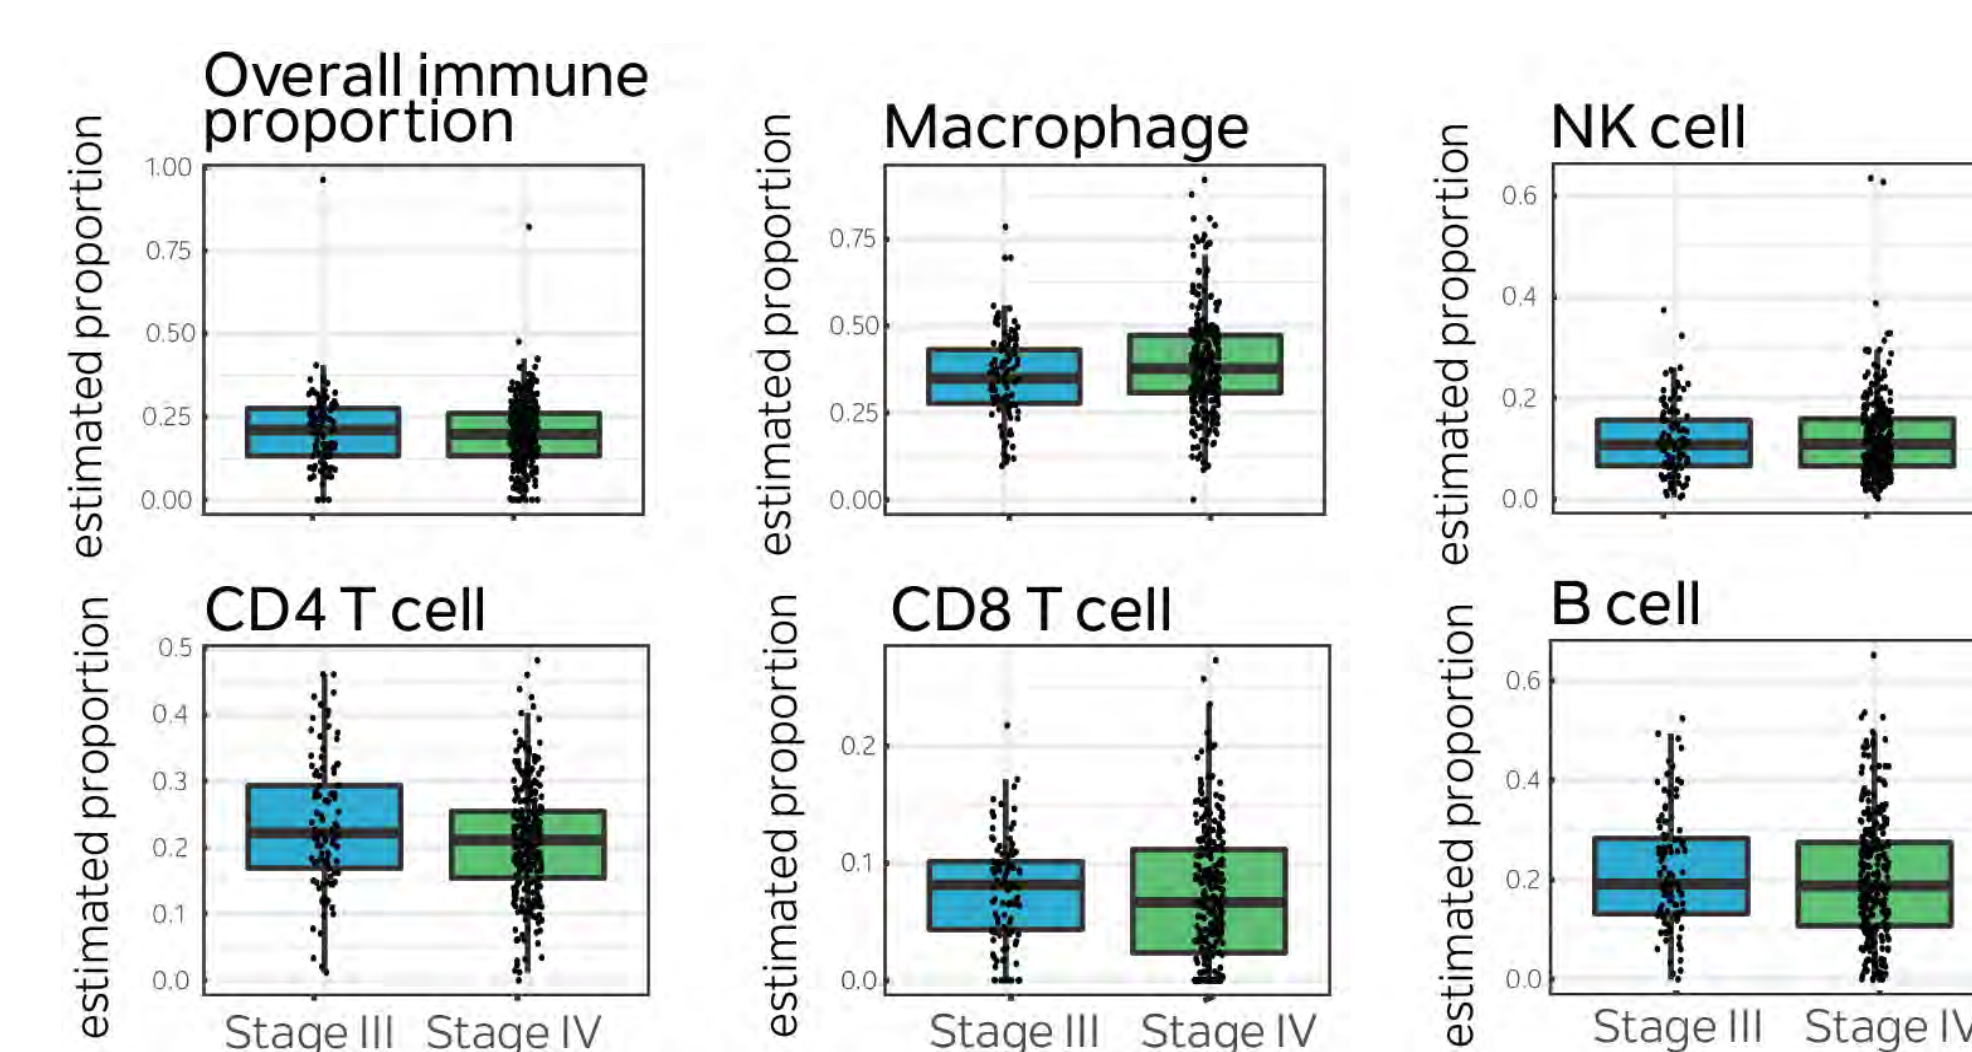 Overall immune
proportion
estimated proportion
1.00
0.75
0.50
0.25
0.00
Macrophage
estimated proportion
0.75
0.50
0.25
0.00
NK cell
estimated proportion
0.6
0.4
0.2
0.0
CD4 T cell
estimated proportion
0.5
0.4
0.3
0.2
0.1
0.0
Stage III Stage IV
CD8 T cell
estimated proportion
0.2
0.1
0.0
Stage III Stage IV
B cell
estimated proportion
0.6
0.4
0.2
0.0
Stage III Stage IV